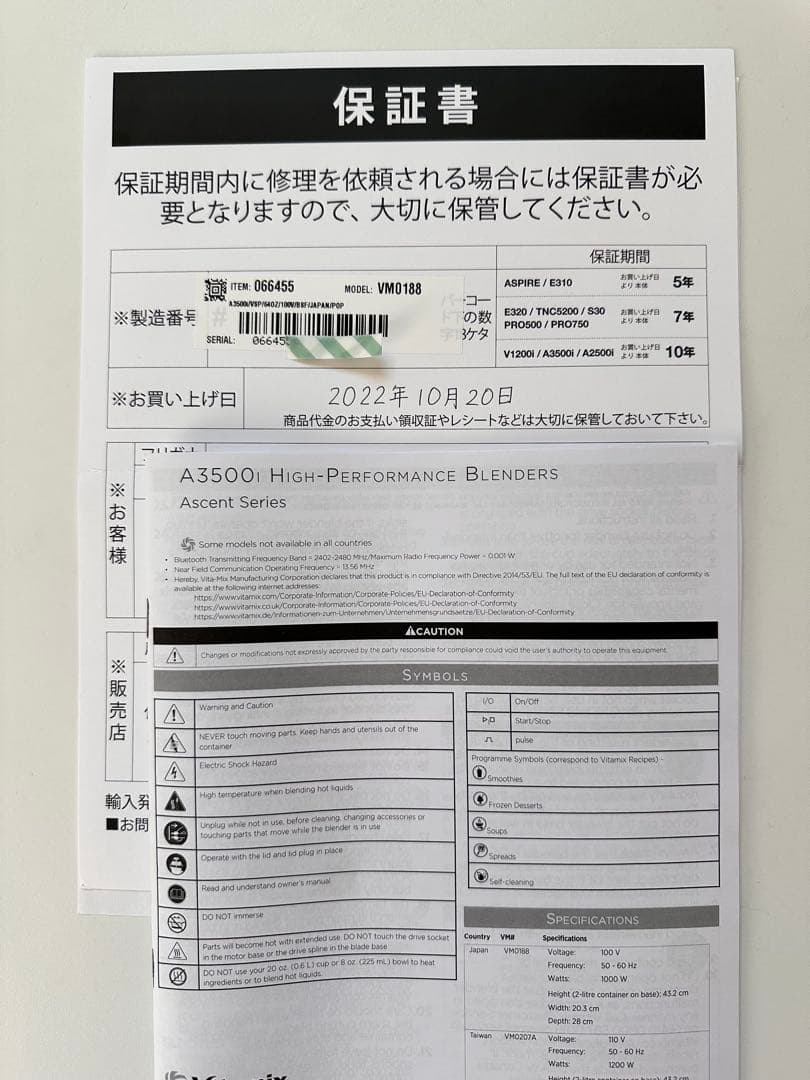 保証書
保証期間内に修理を依頼される場合には保証書が必
要となりますので、大切に保管してください。
保証期間
ASPIRE / E310 お買い上げ日より 本体 5年
E320 / TNC5200 / S30
PRO500 / PRO750 お買い上げ日より 本体 7年
V1200i / A3500i / A2500i お買い上げ日より 本体 10年
※製造番号
ITEM: 066455 MODEL: VM0188
A3500i/VSP/64OZ/100V/BSF/JAPAN/POP
SERIAL: 06645
の数
ケタ
※お買い上げ日 2022年10月20日
商品代金のお支払い領収証やレシートなどは大切に保管しておいて下さい。
※お客様
※販売店
輸入発
■お問
A3500i High-Performance Blenders
Ascent Series
Some models not available in all countries
• Bluetooth Transmitting Frequency Band = 2402-2480 MHz/Maximum Radio Frequency Power = 0.001 W
• Near Field Communication Operating Frequency = 13.56 MHz
• Hereby, Vita-Mix Manufacturing Corporation declares that this product is in compliance with Directive 2014/53/EU. The full text of the EU declaration of conformity is
available at the following internet addresses:
https://www.vitamix.com/Corporate-Information/Corporate-Policies/EU-Declaration-of-Conformity
https://www.vitamix.co.uk/Corporate-Information/Corporate-Policies/EU-Declaration-of-Conformity
https://www.vitamix.de/Informationen-zum-Unternehmen/Unternehmensgrundsaetze/EU-Declaration-of-Conformity
CAUTION
Changes or modifications not expressly approved by the party responsible for compliance could void the user's authority to operate this equipment.
Symbols
Warning and Caution
NEVER touch moving parts. Keep hands and utensils out of the
container.
Electric Shock Hazard
High temperature when blending hot liquids
Unplug while not in use, before cleaning, changing accessories or
touching parts that move while the blender is in use
Operate with the lid and lid plug in place
Read and understand owner's manual
DO NOT immerse
Parts will become hot with extended use. DO NOT touch the drive socket
in the motor base or the drive spline in the blade base
DO NOT use your 20 oz. (0.6 L) cup or 8 oz. (225 mL) bowl to heat
ingredients or to blend hot liquids.
I/O On/Off
Start/Stop
pulse
Programme Symbols (correspond to Vitamix Recipes) -
Smoothies
Frozen Desserts
Soups
Spreads
Self-cleaning
Specifications
Country VM# Specifications
Japan VM0188 Voltage: 100 V
Frequency: 50 - 60 Hz
Watts: 1000 W
Height (2-litre container on base): 43.2 cm
Width: 20.3 cm
Depth: 28 cm
Taiwan VM0207A Voltage: 110 V
Frequency: 50 - 60 Hz
Watts: 1200 W
Height (2-litre container on base): 43.2 cm
Vitamix